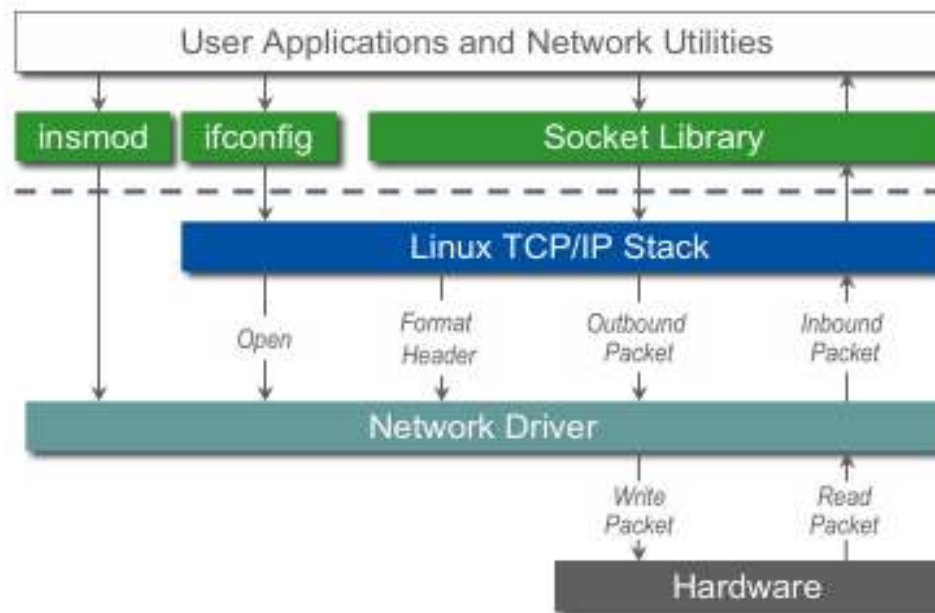 User Applications and Network Utilities
insmod
ifconfig
Socket Library
Linux TCP/IP Stack
Open
Format
Header
Outbound
Packet
Inbound
Packet
Network Driver
Write
Packet
Read
Packet
Hardware